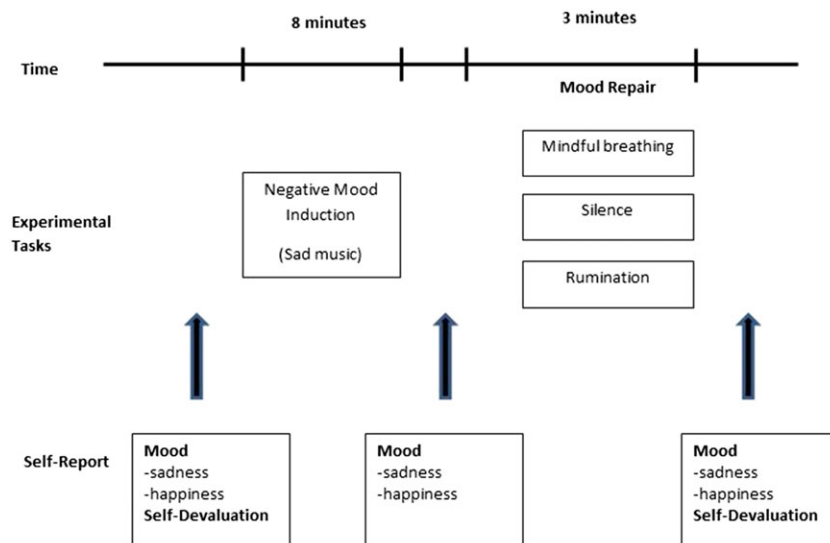 8 minutes
3 minutes
Time
Mood Repair
Experimental
Tasks
Negative Mood
Induction
(Sad music)
Mindful breathing
Silence
Rumination
Self-Report
Mood
-sadness
-happiness
Self-Devaluation
Mood
-sadness
-happiness
Mood
-sadness
-happiness
Self-Devaluation